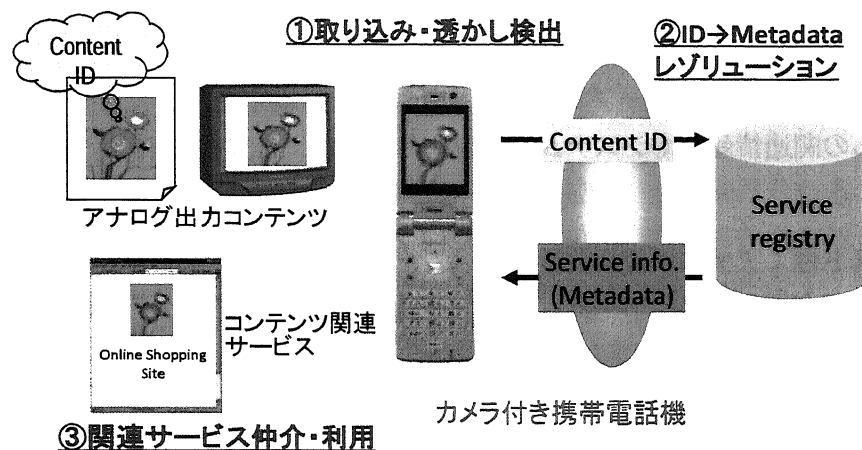 ①取り込み・透かし検出
②ID→Metadata
レゾリューション
Content
ID
アナログ出力コンテンツ
Content ID
Service
registry
Service info.
(Metadata)
Online Shopping
Site
コンテンツ関連
サービス
カメラ付き携帯電話機
③関連サービス仲介・利用